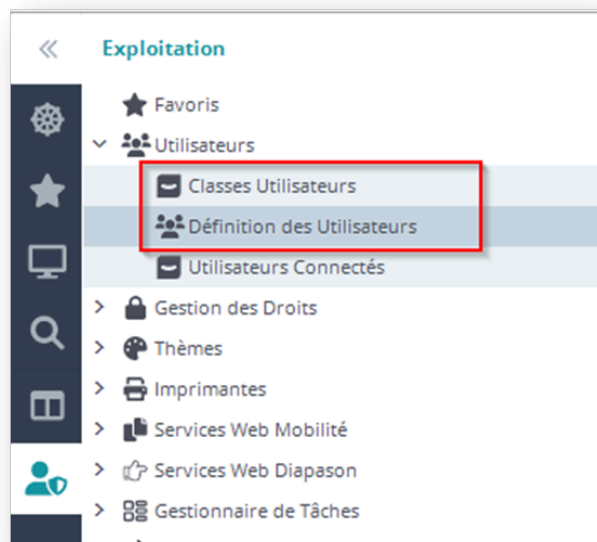 Exploitation
Favoris
Utilisateurs
Classes Utilisateurs
Définition des Utilisateurs
Utilisateurs Connectés
Gestion des Droits
Thèmes
Imprimantes
Services Web Mobilité
Services Web Diapason
Gestionnaire de Tâches